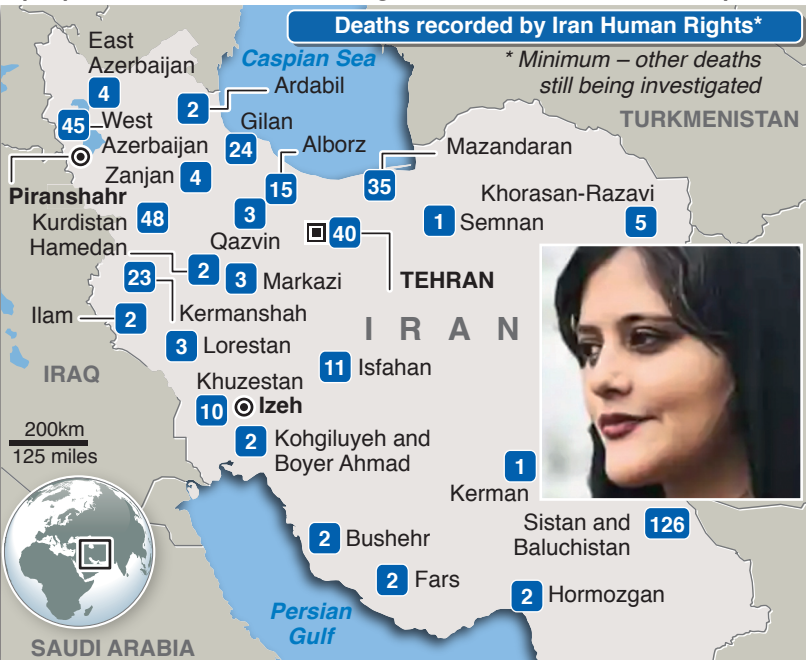 Deaths recorded by Iran Human Rights*
* Minimum – other deaths
still being investigated
East
Azerbaijan
4
Caspian Sea
2
Ardabil
TURKMENISTAN
45
West
Azerbaijan
Gilan
24
Alborz
15
Mazandaran
35
Zanjan
4
Piranshahr
Khorasan-Razavi
5
Kurdistan
48
3
Qazvin
40
1
Semnan
Hamedan
2
3
Markazi
TEHRAN
23
Kermanshah
Ilam
2
IRAN
3
Lorestan
IRAQ
11
Isfahan
Khuzestan
10
Izeh
200km
125 miles
2
Kohgiluyeh and
Boyer Ahmad
1
Kerman
Sistan and
Baluchistan
126
2
Bushehr
2
Fars
2
Hormozgan
Persian
Gulf
SAUDI ARABIA